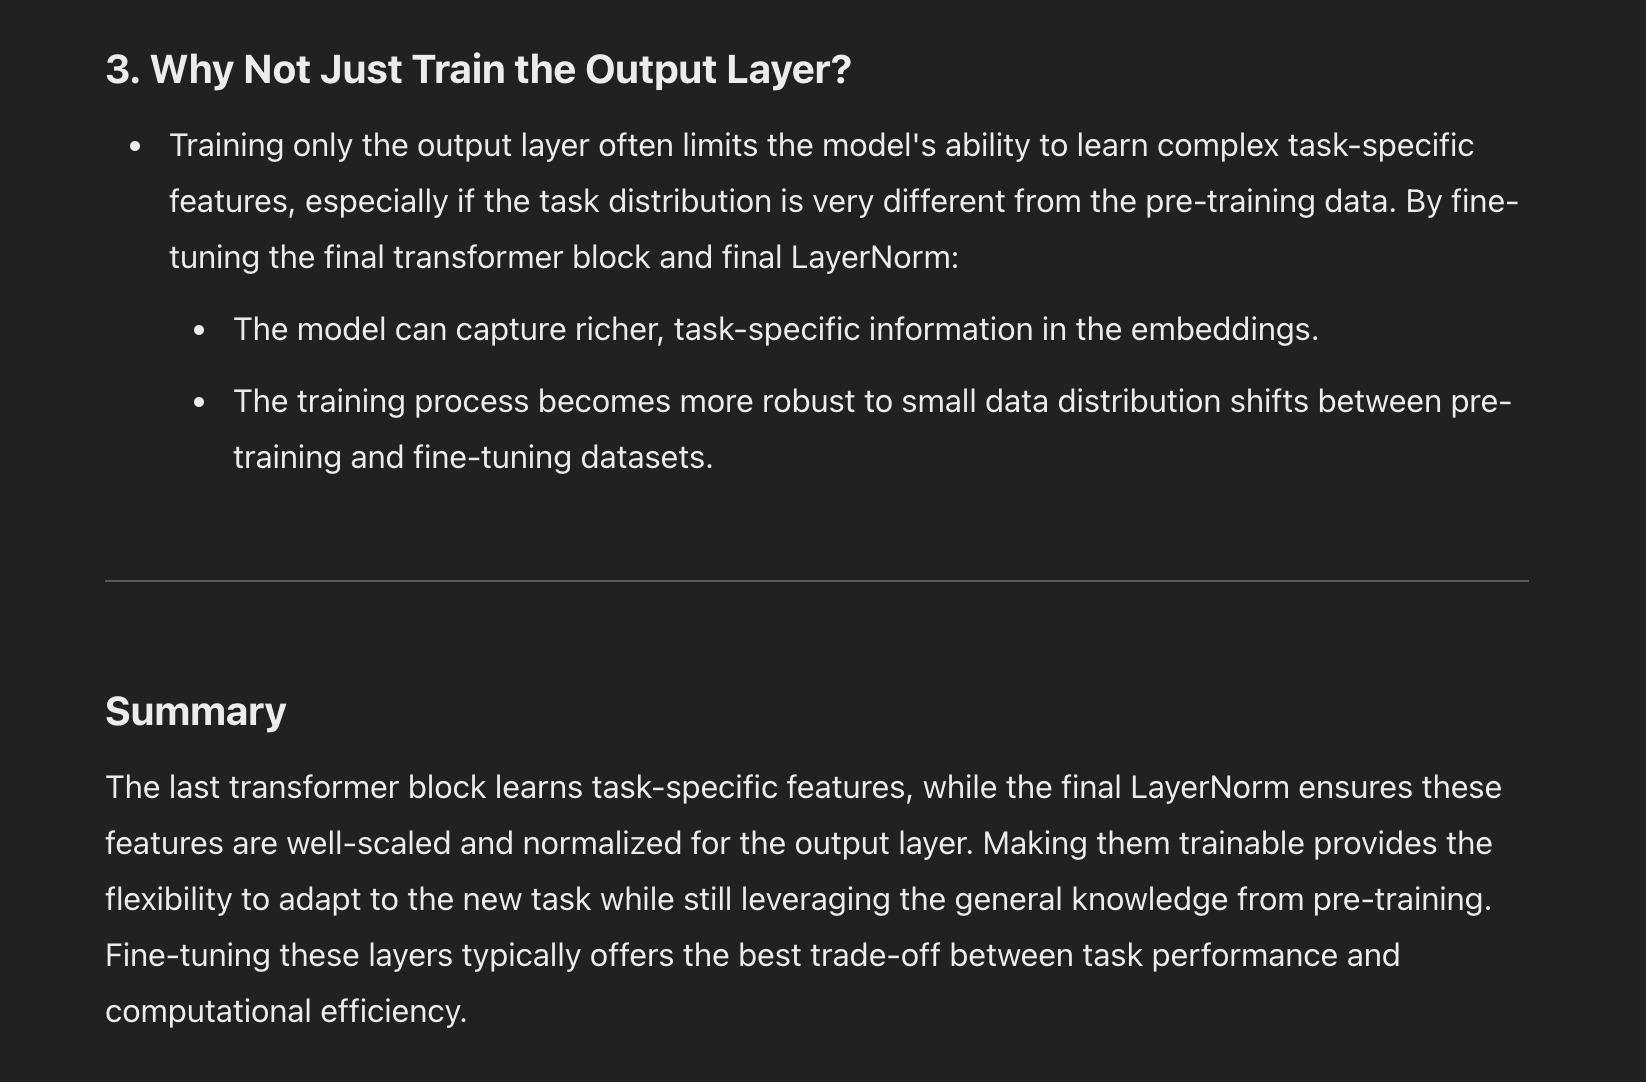 3. Why Not Just Train the Output Layer?
• Training only the output layer often limits the model's ability to learn complex task-specific
features, especially if the task distribution is very different from the pre-training data. By fine-
tuning the final transformer block and final LayerNorm:
• The model can capture richer, task-specific information in the embeddings.
• The training process becomes more robust to small data distribution shifts between pre-
training and fine-tuning datasets.
Summary
The last transformer block learns task-specific features, while the final LayerNorm ensures these
features are well-scaled and normalized for the output layer. Making them trainable provides the
flexibility to adapt to the new task while still leveraging the general knowledge from pre-training.
Fine-tuning these layers typically offers the best trade-off between task performance and
computational efficiency.